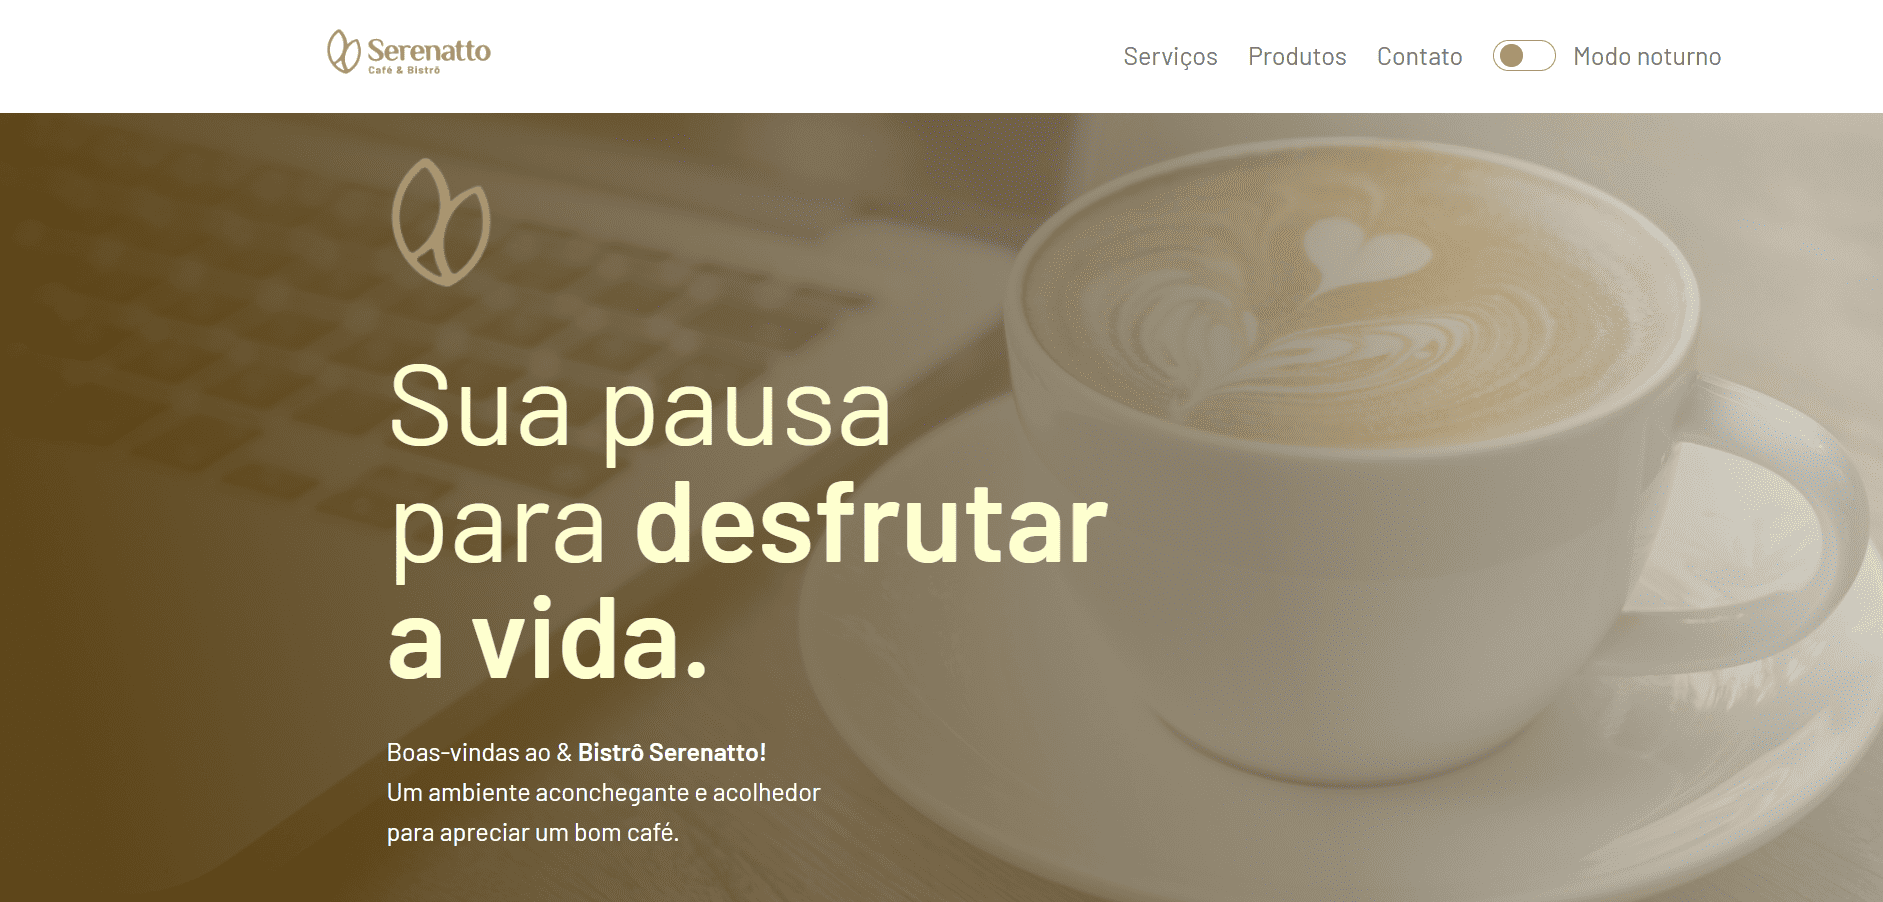 Serenatto
Café & Bistrô
Serviços
Produtos
Contato
Modo noturno
Sua pausa
para desfrutar
a vida.
Boas-vindas ao & Bistrô Serenatto!
Um ambiente aconchegante e acolhedor
para apreciar um bom café.